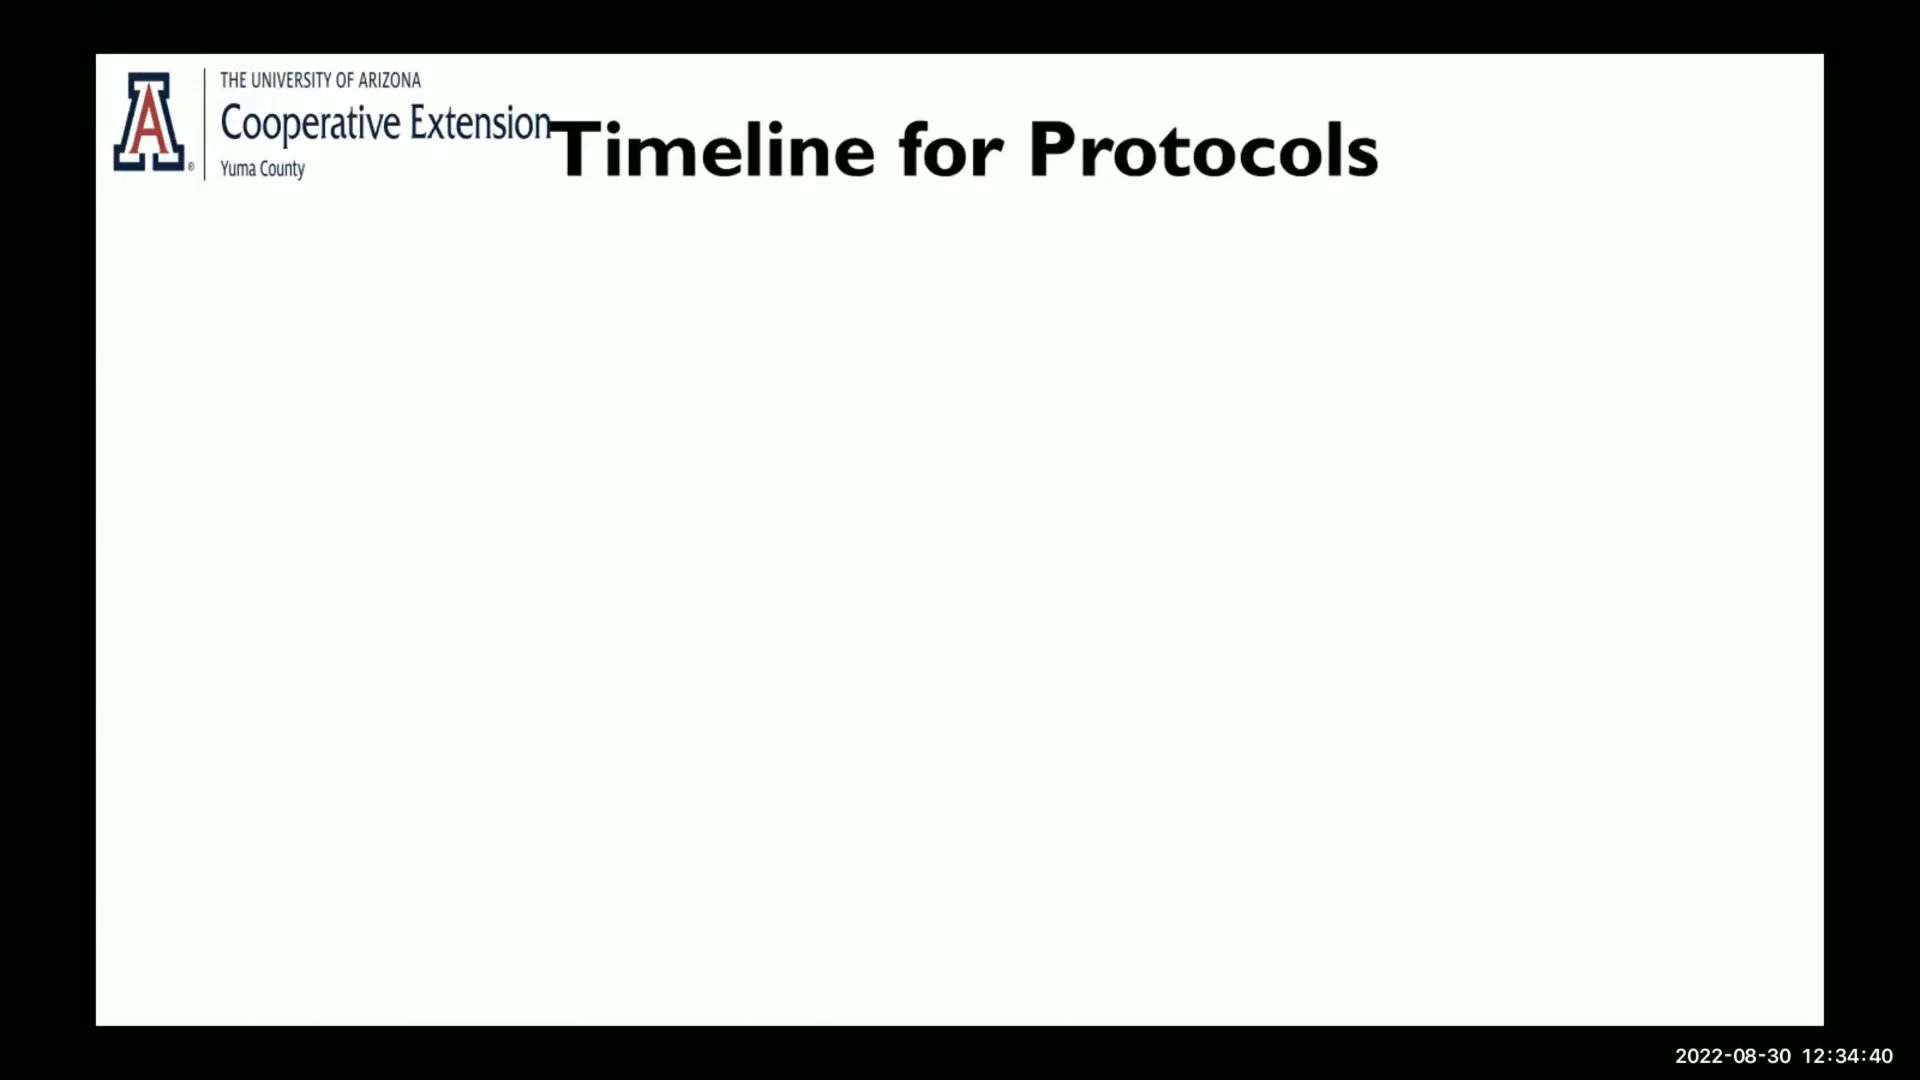 THE UNIVERSITY OF ARIZONA
Cooperative Extension
Yuma County
Timeline for Protocols
2022-08-30 12:34:40